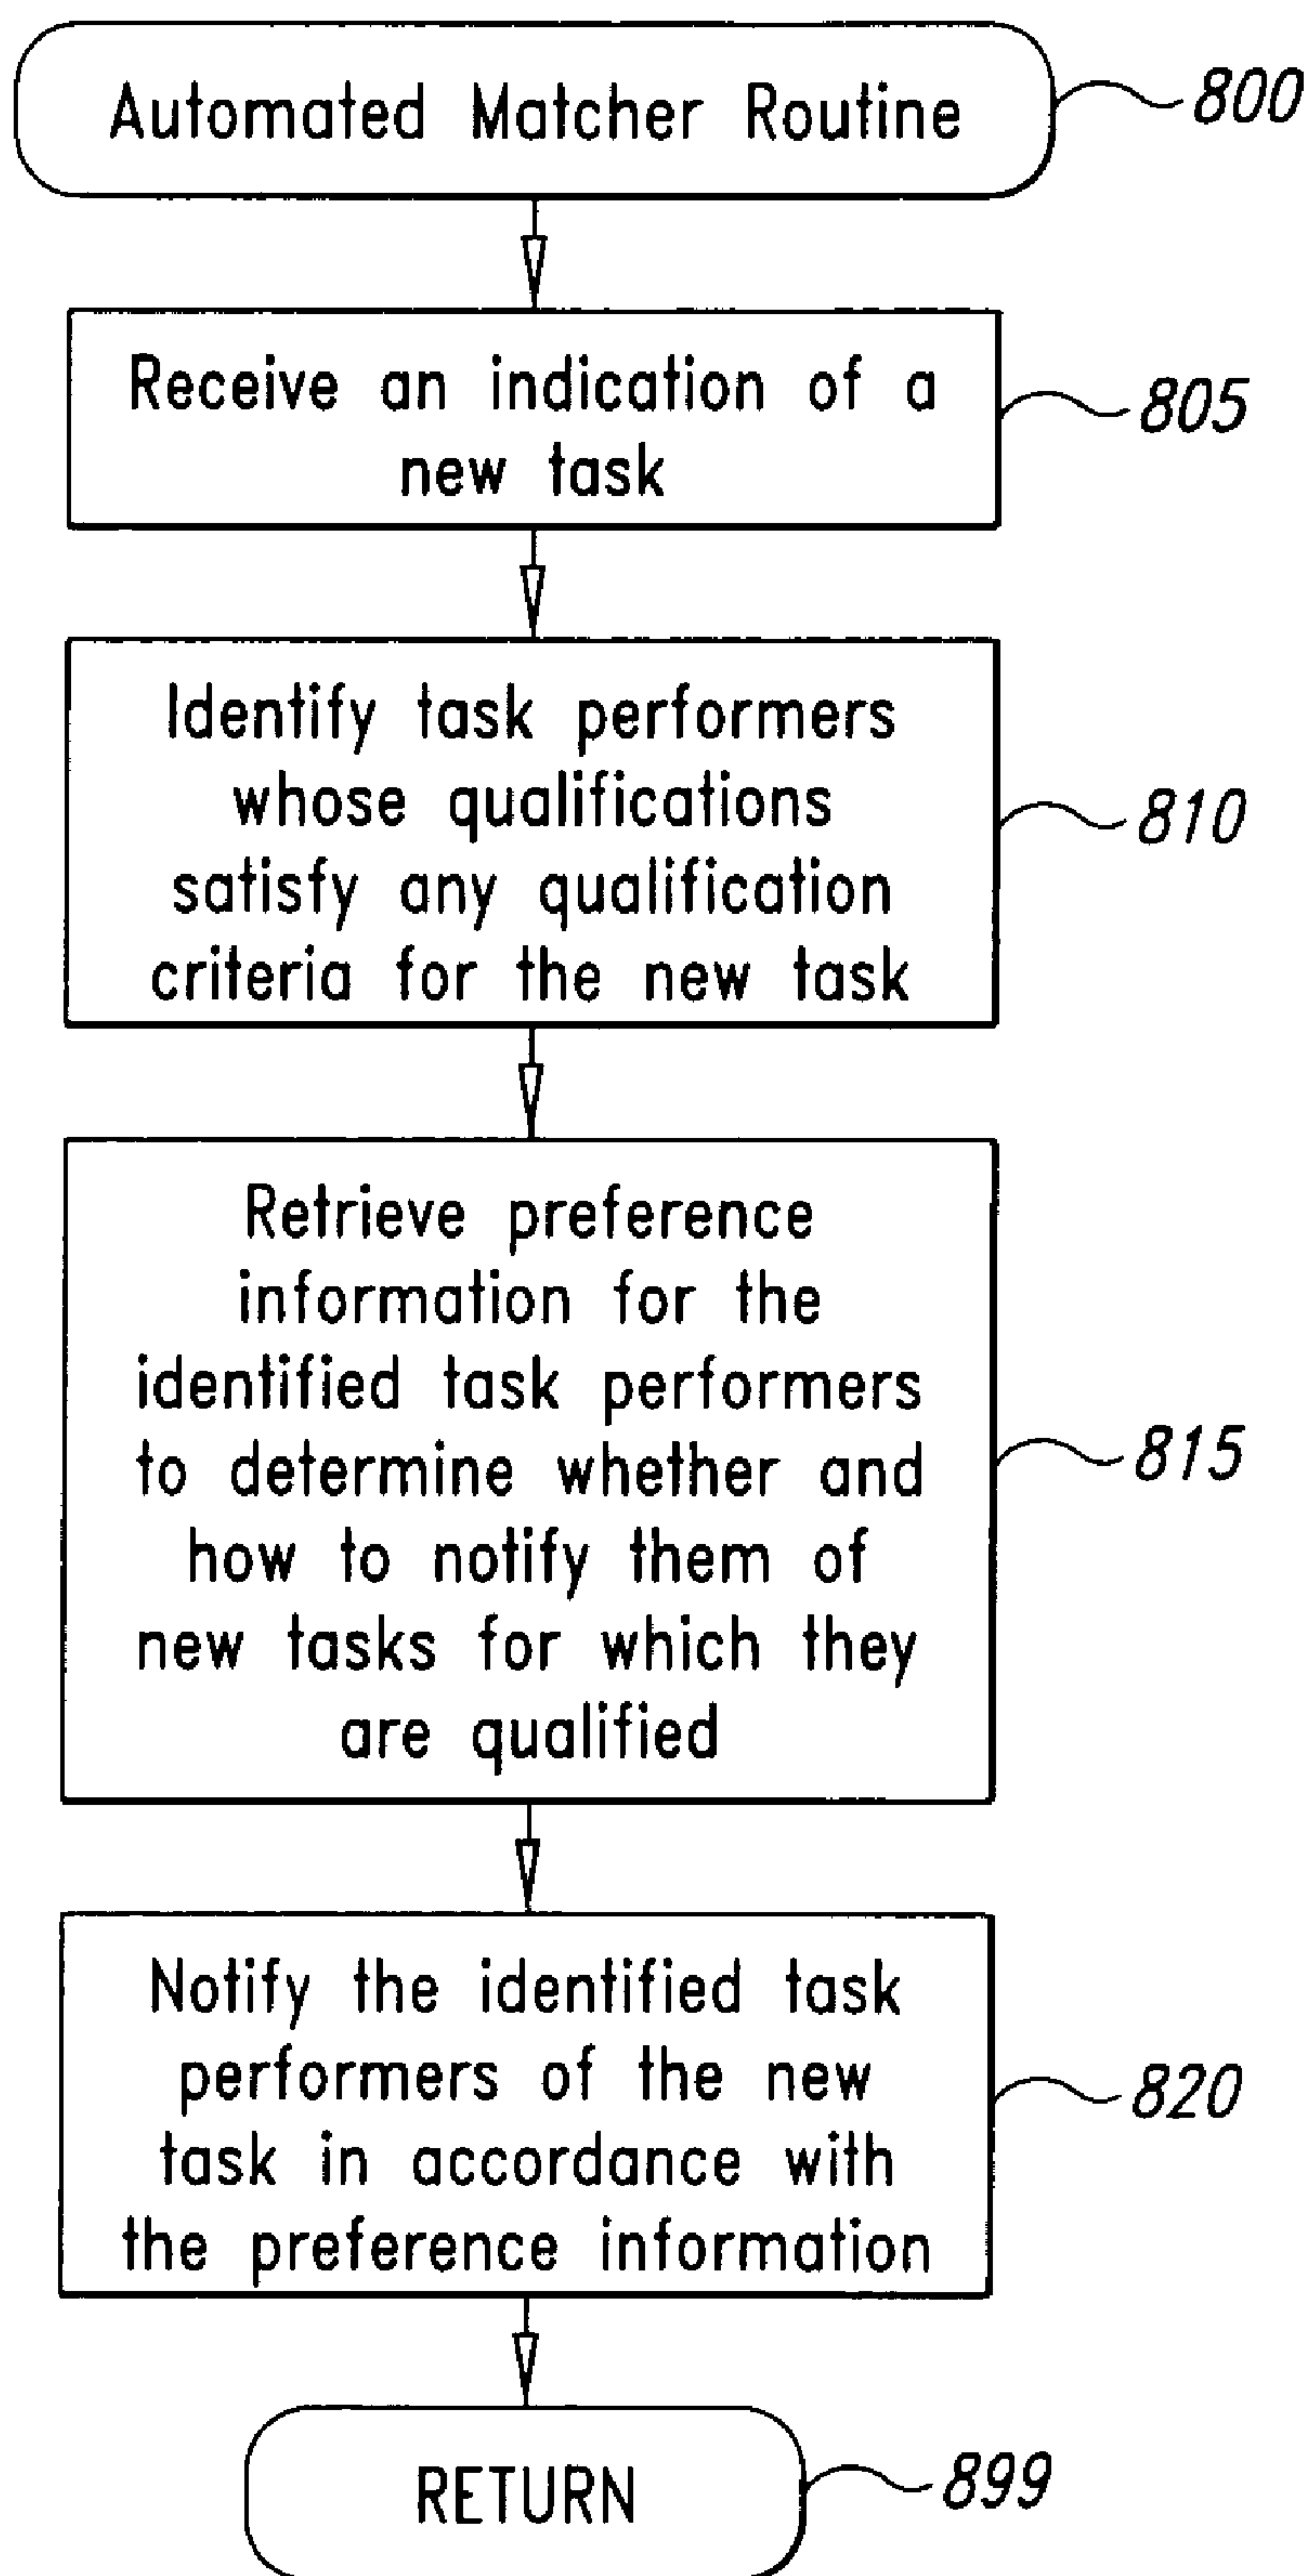 Automated Matcher Routine
800
Receive an indication of a
new task
805
Identify task performers
whose qualifications
satisfy any qualification
criteria for the new task
810
Retrieve preference
information for the
identified task performers
to determine whether and
how to notify them of
new tasks for which they
are qualified
815
Notify the identified task
performers of the new
task in accordance with
the preference information
820
RETURN
899